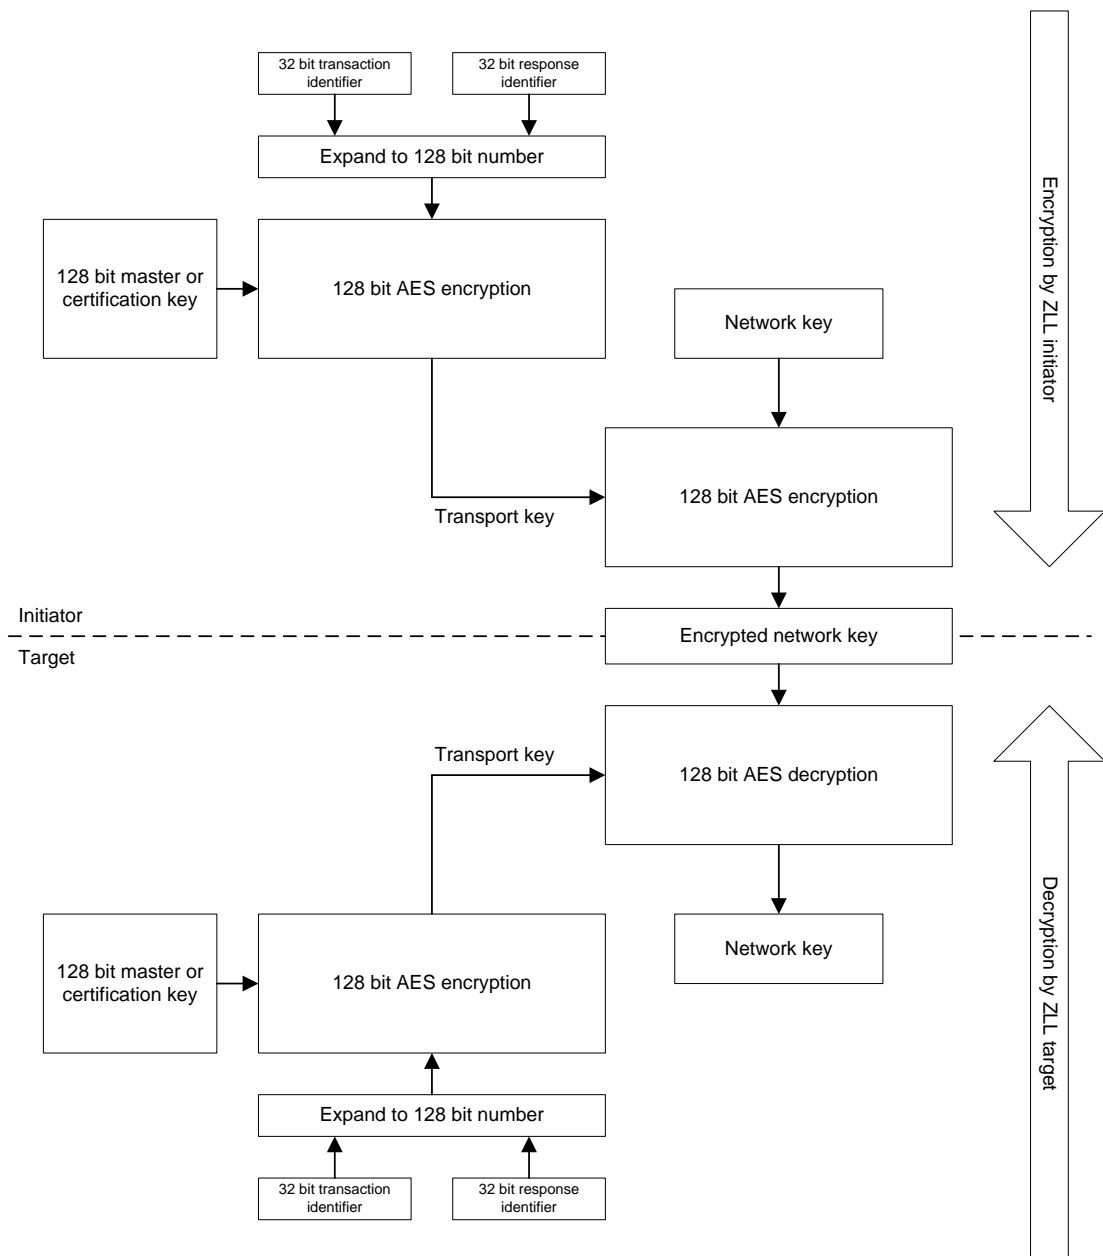 32 bit transaction
identifier
32 bit response
identifier
Expand to 128 bit number
128 bit master or
certification key
128 bit AES encryption
Network key
Encryption by ZLL initiator
128 bit AES encryption
Transport key
Initiator
Encrypted network key
Target
Transport key
128 bit AES decryption
128 bit master or
certification key
128 bit AES encryption
Network key
Decryption by ZLL target
Expand to 128 bit number
32 bit transaction
identifier
32 bit response
identifier